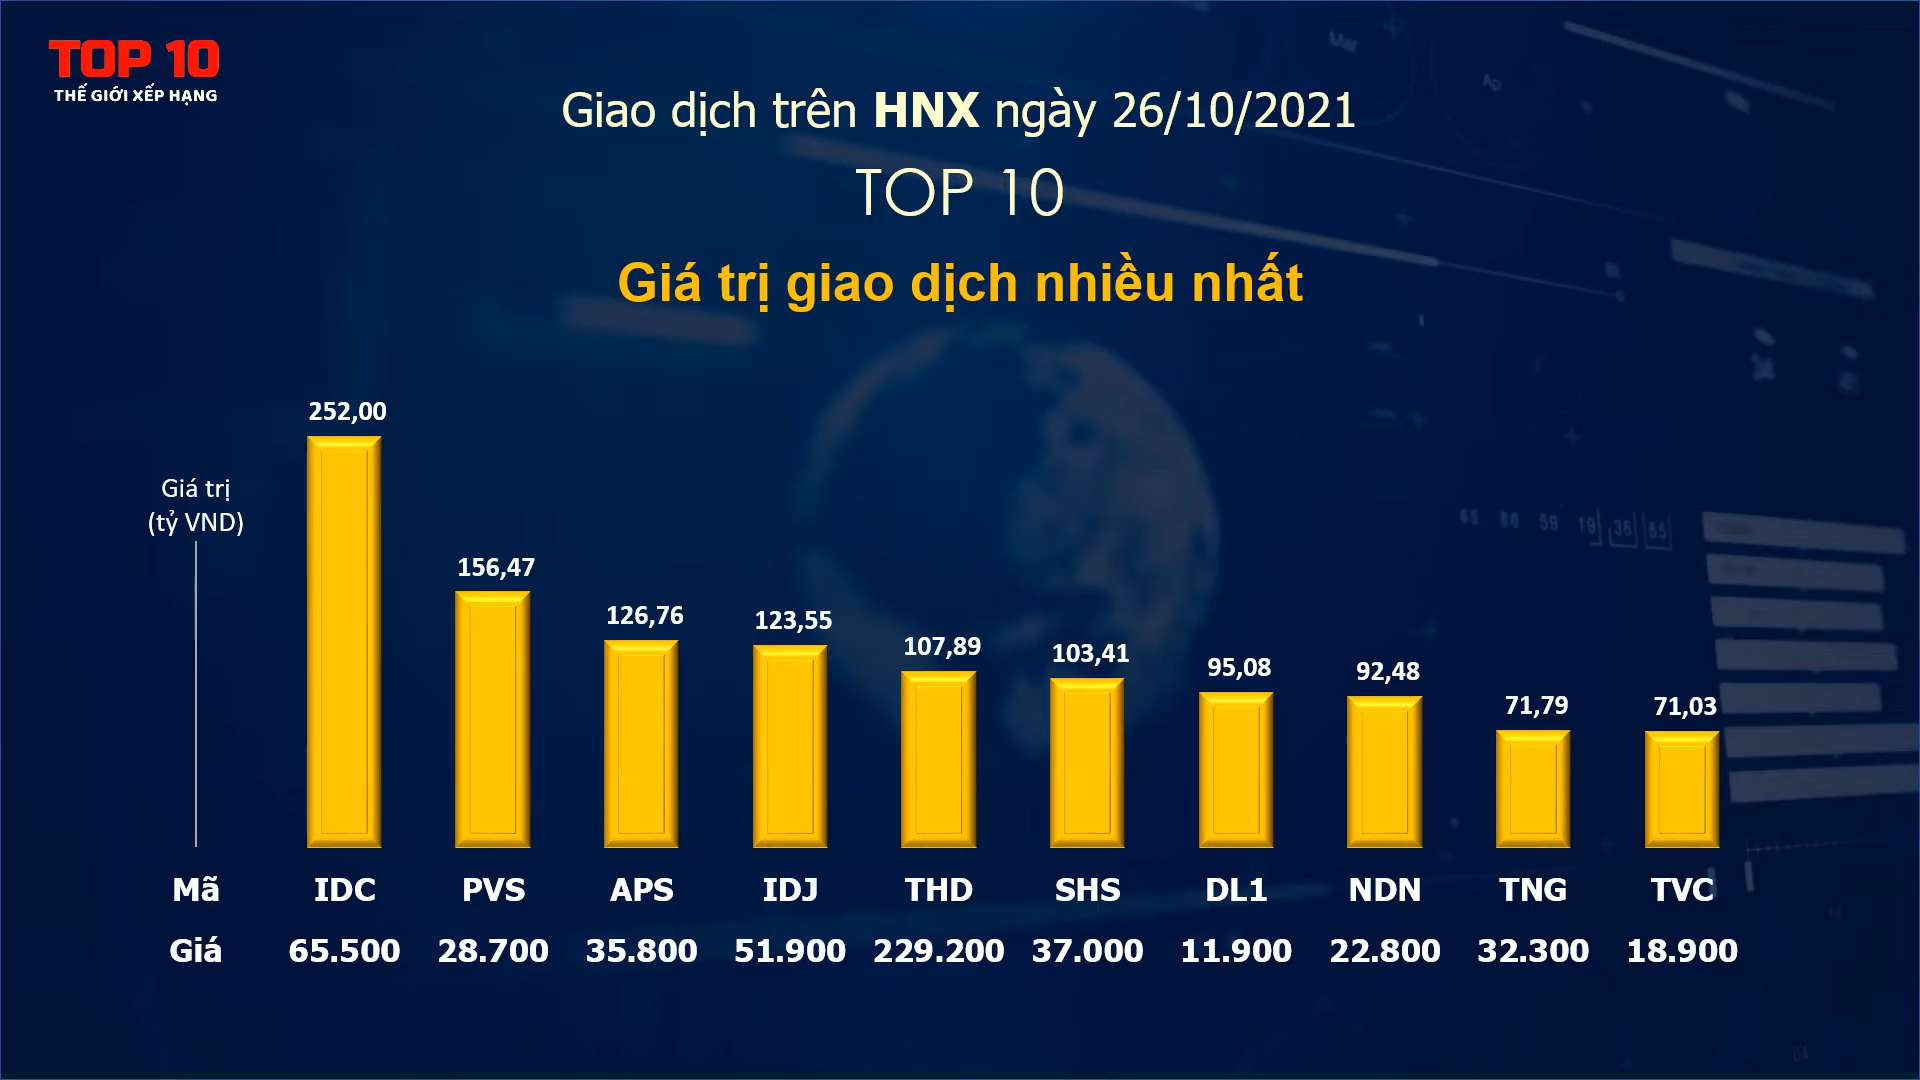 TOP 10
THẾ GIỚI XẾP HẠNG
Giao dịch trên HNX ngày 26/10/2021
TOP 10
Giá trị giao dịch nhiều nhất
Giá trị
(tỷ VND)
252,00 156,47 126,76 123,55 107,89 103,41 95,08 92,48 71,79 71,03
Mã IDC PVS APS IDJ THD SHS DL1 NDN TNG TVC
Giá 65.500 28.700 35.800 51.900 229.200 37.000 11.900 22.800 32.300 18.900